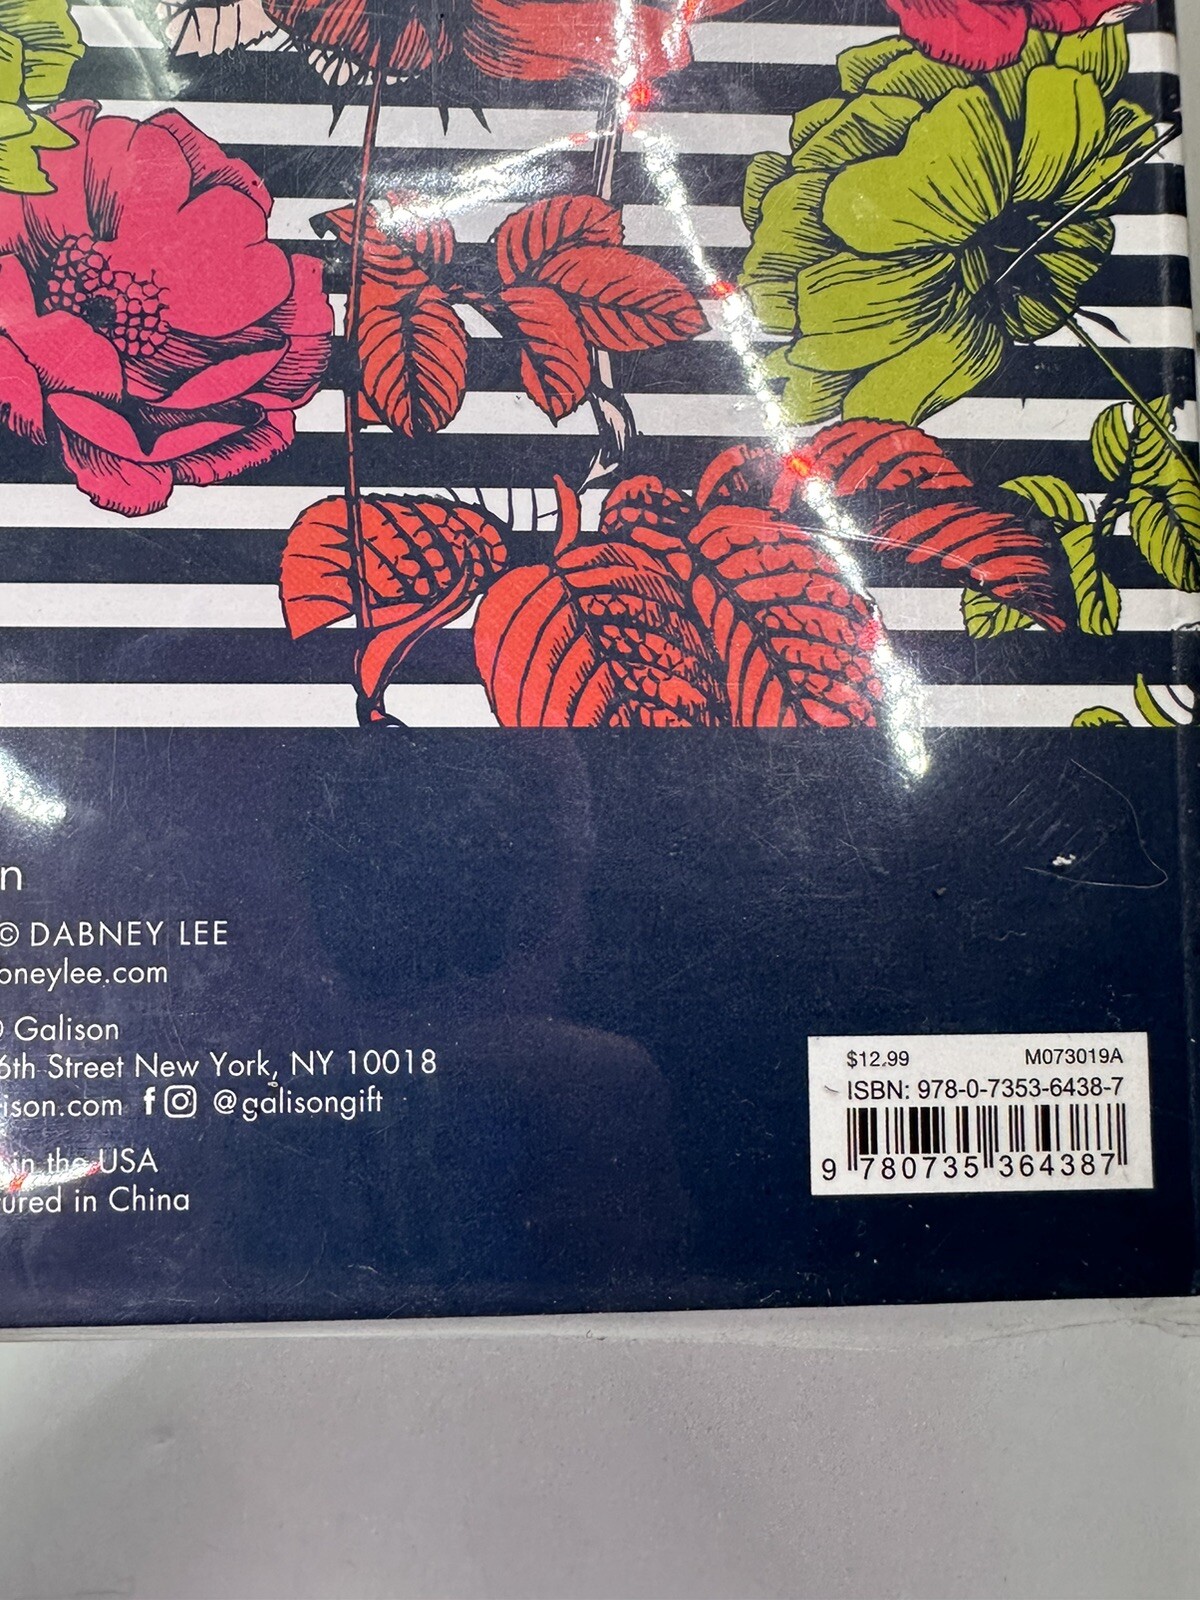 n
© DABNEY LEE
oneylee.com
Galison
6th Street New York, NY 10018
ison.com f @galisongift
in the USA
tured in China
$12.99 M073019A
ISBN: 978-0-7353-6438-7
9 780735 364387